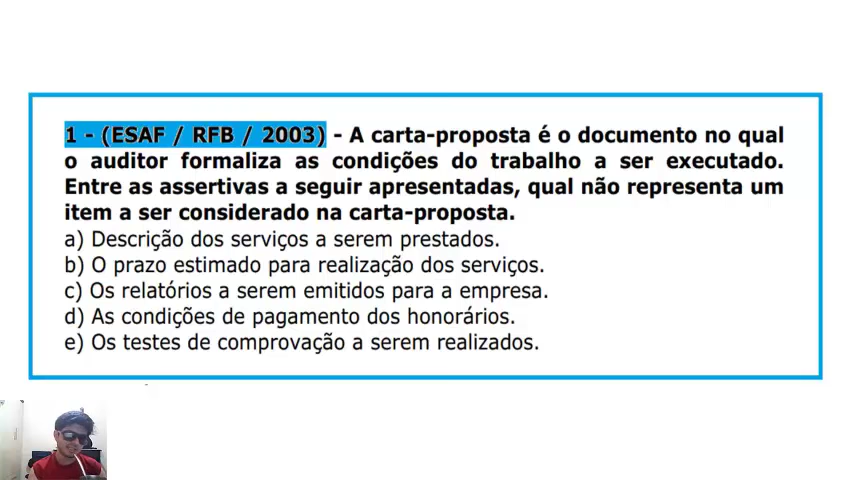 1 - (ESAF / RFB / 2003) - A carta-proposta é o documento no qual
o auditor formaliza as condições do trabalho a ser executado.
Entre as assertivas a seguir apresentadas, qual não representa um
item a ser considerado na carta-proposta.
a) Descrição dos serviços a serem prestados.
b) O prazo estimado para realização dos serviços.
c) Os relatórios a serem emitidos para a empresa.
d) As condições de pagamento dos honorários.
e) Os testes de comprovação a serem realizados.